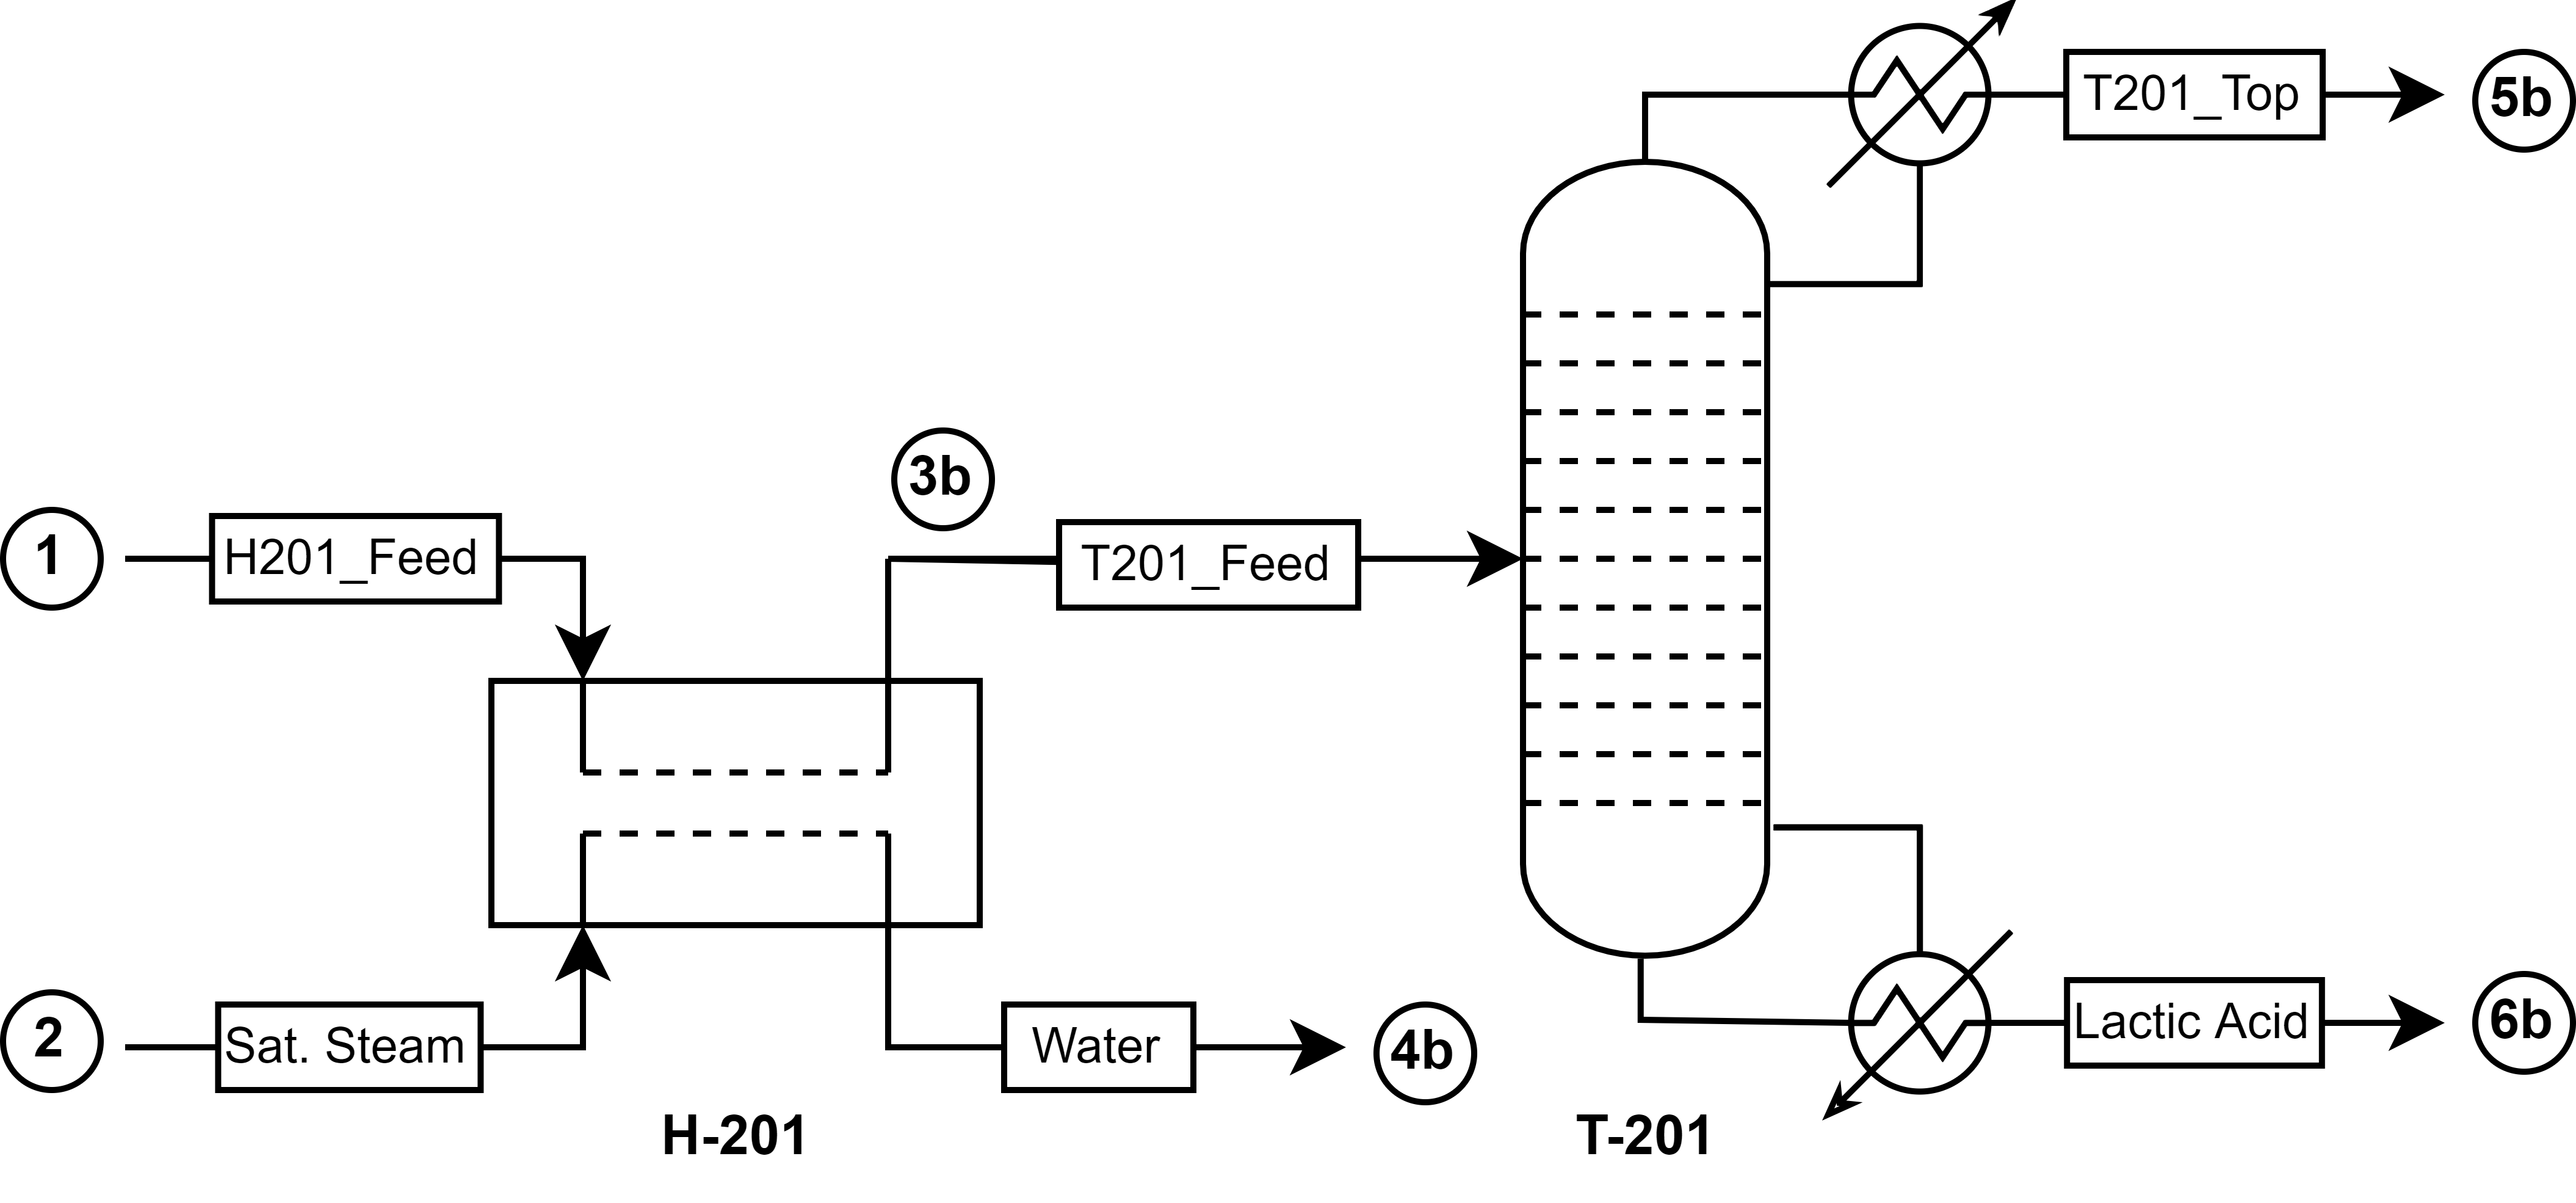 T201_Top
5b
3b
1
H201_Feed
T201_Feed
2
Sat. Steam
Water
4b
Lactic Acid
6b
H-201
T-201